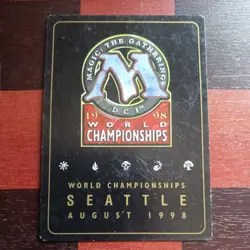 MAGIC: THE GATHERING
M
DCI
1998
WORLD
CHAMPIONSHIPS
WORLD CHAMPIONSHIPS
SEATTLE
AUGUST 1998